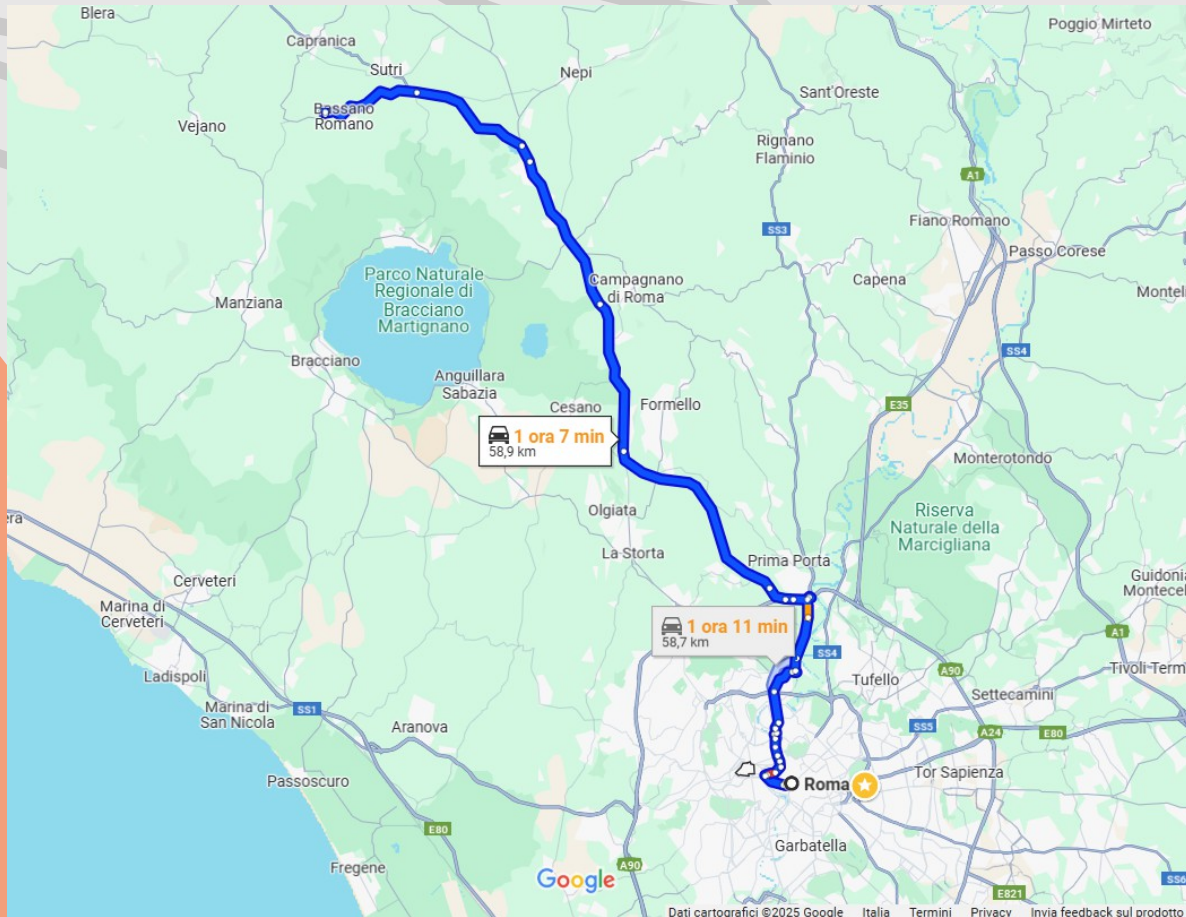 Blera
Poggio Mirteto
Capranica
Sutri
Nepi
Sant'Oreste
Bassano
Romano
Vejano
Rignano
Flaminio
A1
Fiano Romano
SS3
Passo Corese
Parco Naturale
Regionale di
Bracciano
Martignano
Campagnano
di Roma
Capena
Manziana
Monteli
SS4
Bracciano
Anguillara
Sabazia
Cesano
Formello
E35
1 ora 7 min
58,9 km
Monterotondo
Olgiata
Riserva
Naturale della
Marcigliana
era
La Storta
Prima Porta
Cerveteri
Guidonia
Montecel
Marina di
Cerveteri
1 ora 11 min
58,7 km
A1
SS4
Ladispoli
Tufello
A90
Tivoli Term
Settecamini
Marina di
San Nicola
SS1
Aranova
SS5
A24
E80
Passoscuro
Roma
Tor Sapienza
E80
Garbatella
Fregene
A90
Google
SS6
E821
Dati cartografici ©2025 Google Italia Termini Privacy Invia feedback sul prodotto